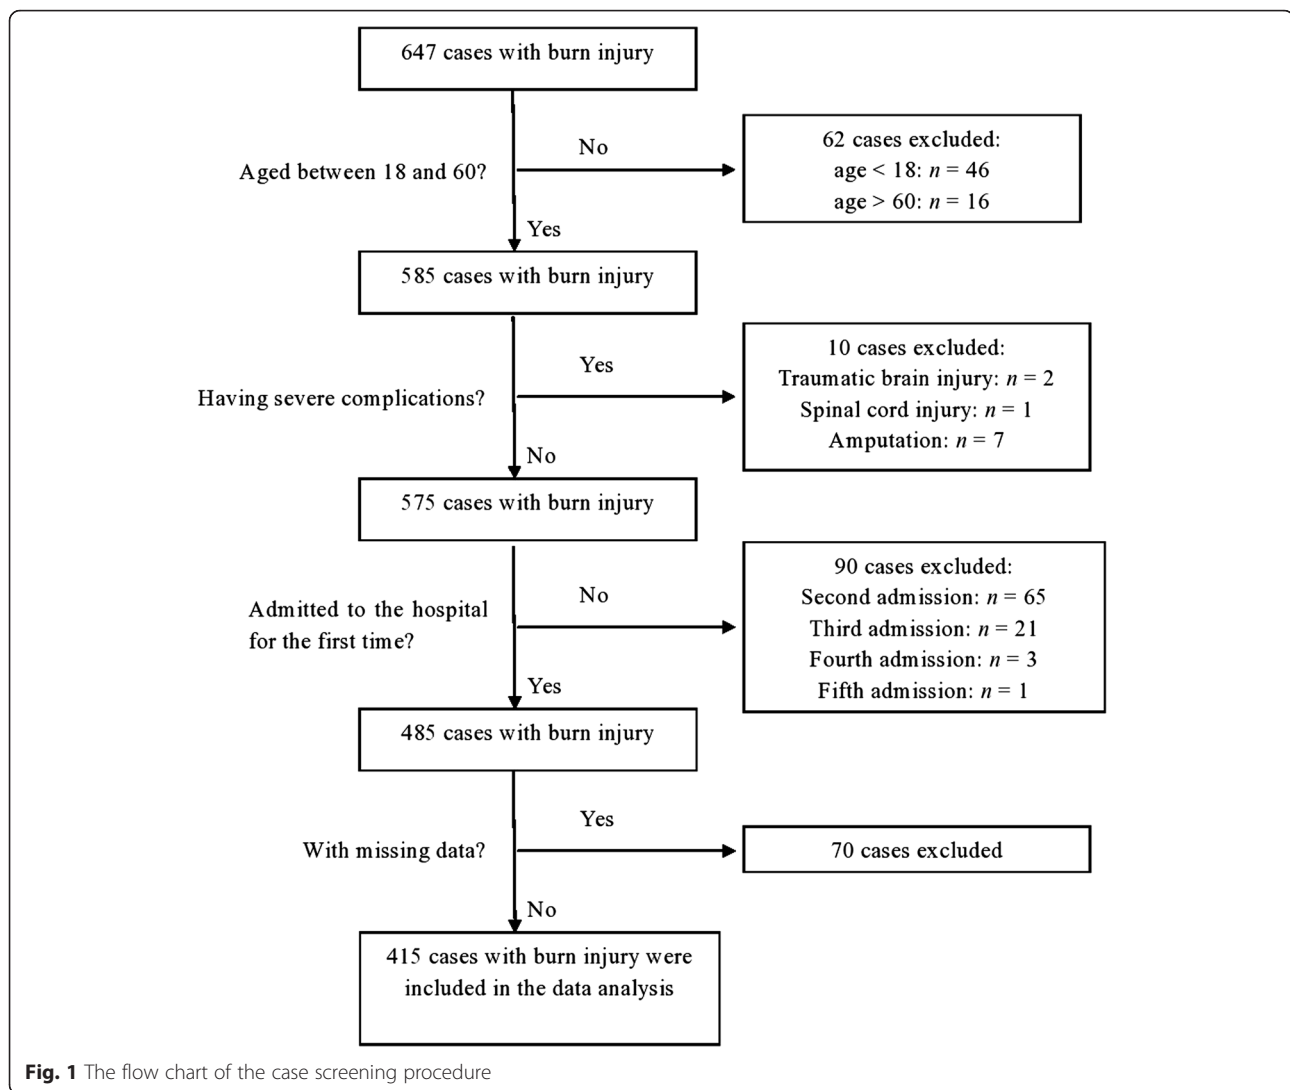 647 cases with burn injury
Aged between 18 and 60?
No
62 cases excluded:
age < 18: n = 46
age > 60: n = 16
Yes
585 cases with burn injury
Having severe complications?
Yes
10 cases excluded:
Traumatic brain injury: n = 2
Spinal cord injury: n = 1
Amputation: n = 7
No
575 cases with burn injury
Admitted to the hospital
for the first time?
No
90 cases excluded:
Second admission: n = 65
Third admission: n = 21
Fourth admission: n = 3
Fifth admission: n = 1
Yes
485 cases with burn injury
With missing data?
Yes
70 cases excluded
No
415 cases with burn injury were
included in the data analysis
Fig. 1 The flow chart of the case screening procedure